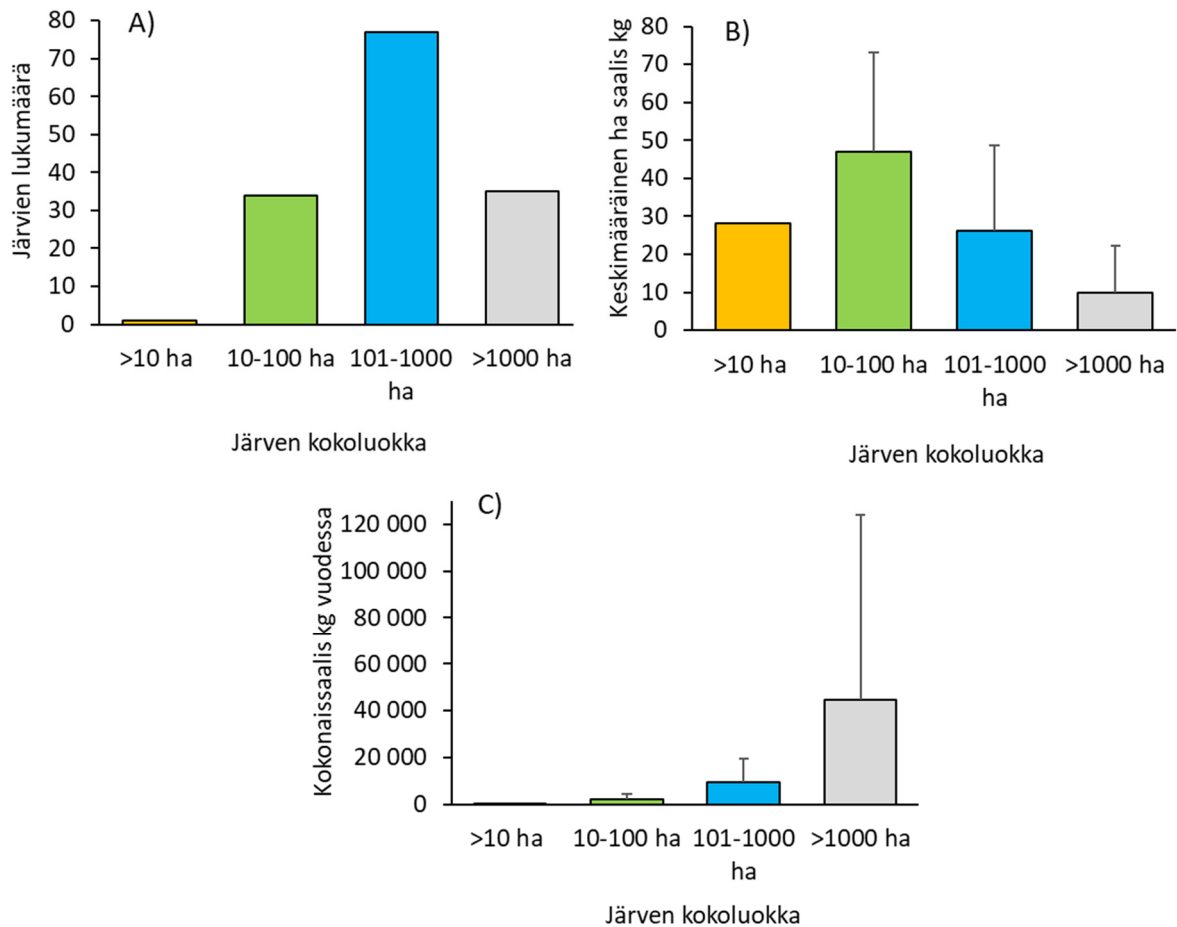 A)
Järvien lukumäärä
80
70
60
50
40
30
20
10
0
>10 ha
10-100 ha
101-1000
ha
>1000 ha
Järven kokoluokka
B)
Keskimääräinen ha saalis kg
80
70
60
50
40
30
20
10
0
>10 ha
10-100 ha
101-1000
ha
>1000 ha
Järven kokoluokka
C)
Kokonaissaalis kg vuodessa
120 000
100 000
80 000
60 000
40 000
20 000
0
>10 ha
10-100 ha
101-1000
ha
>1000 ha
Järven kokoluokka